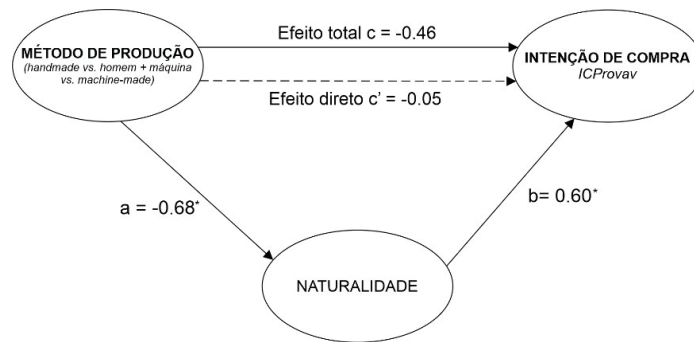 Efeito total c = -0.46
MÉTODO DE PRODUÇÃO
(handmade vs. homem + máquina
vs. machine-made)
INTENÇÃO DE COMPRA
ICProvav
Efeito direto c’ = -0.05
a = -0.68*
b= 0.60*
NATURALIDADE